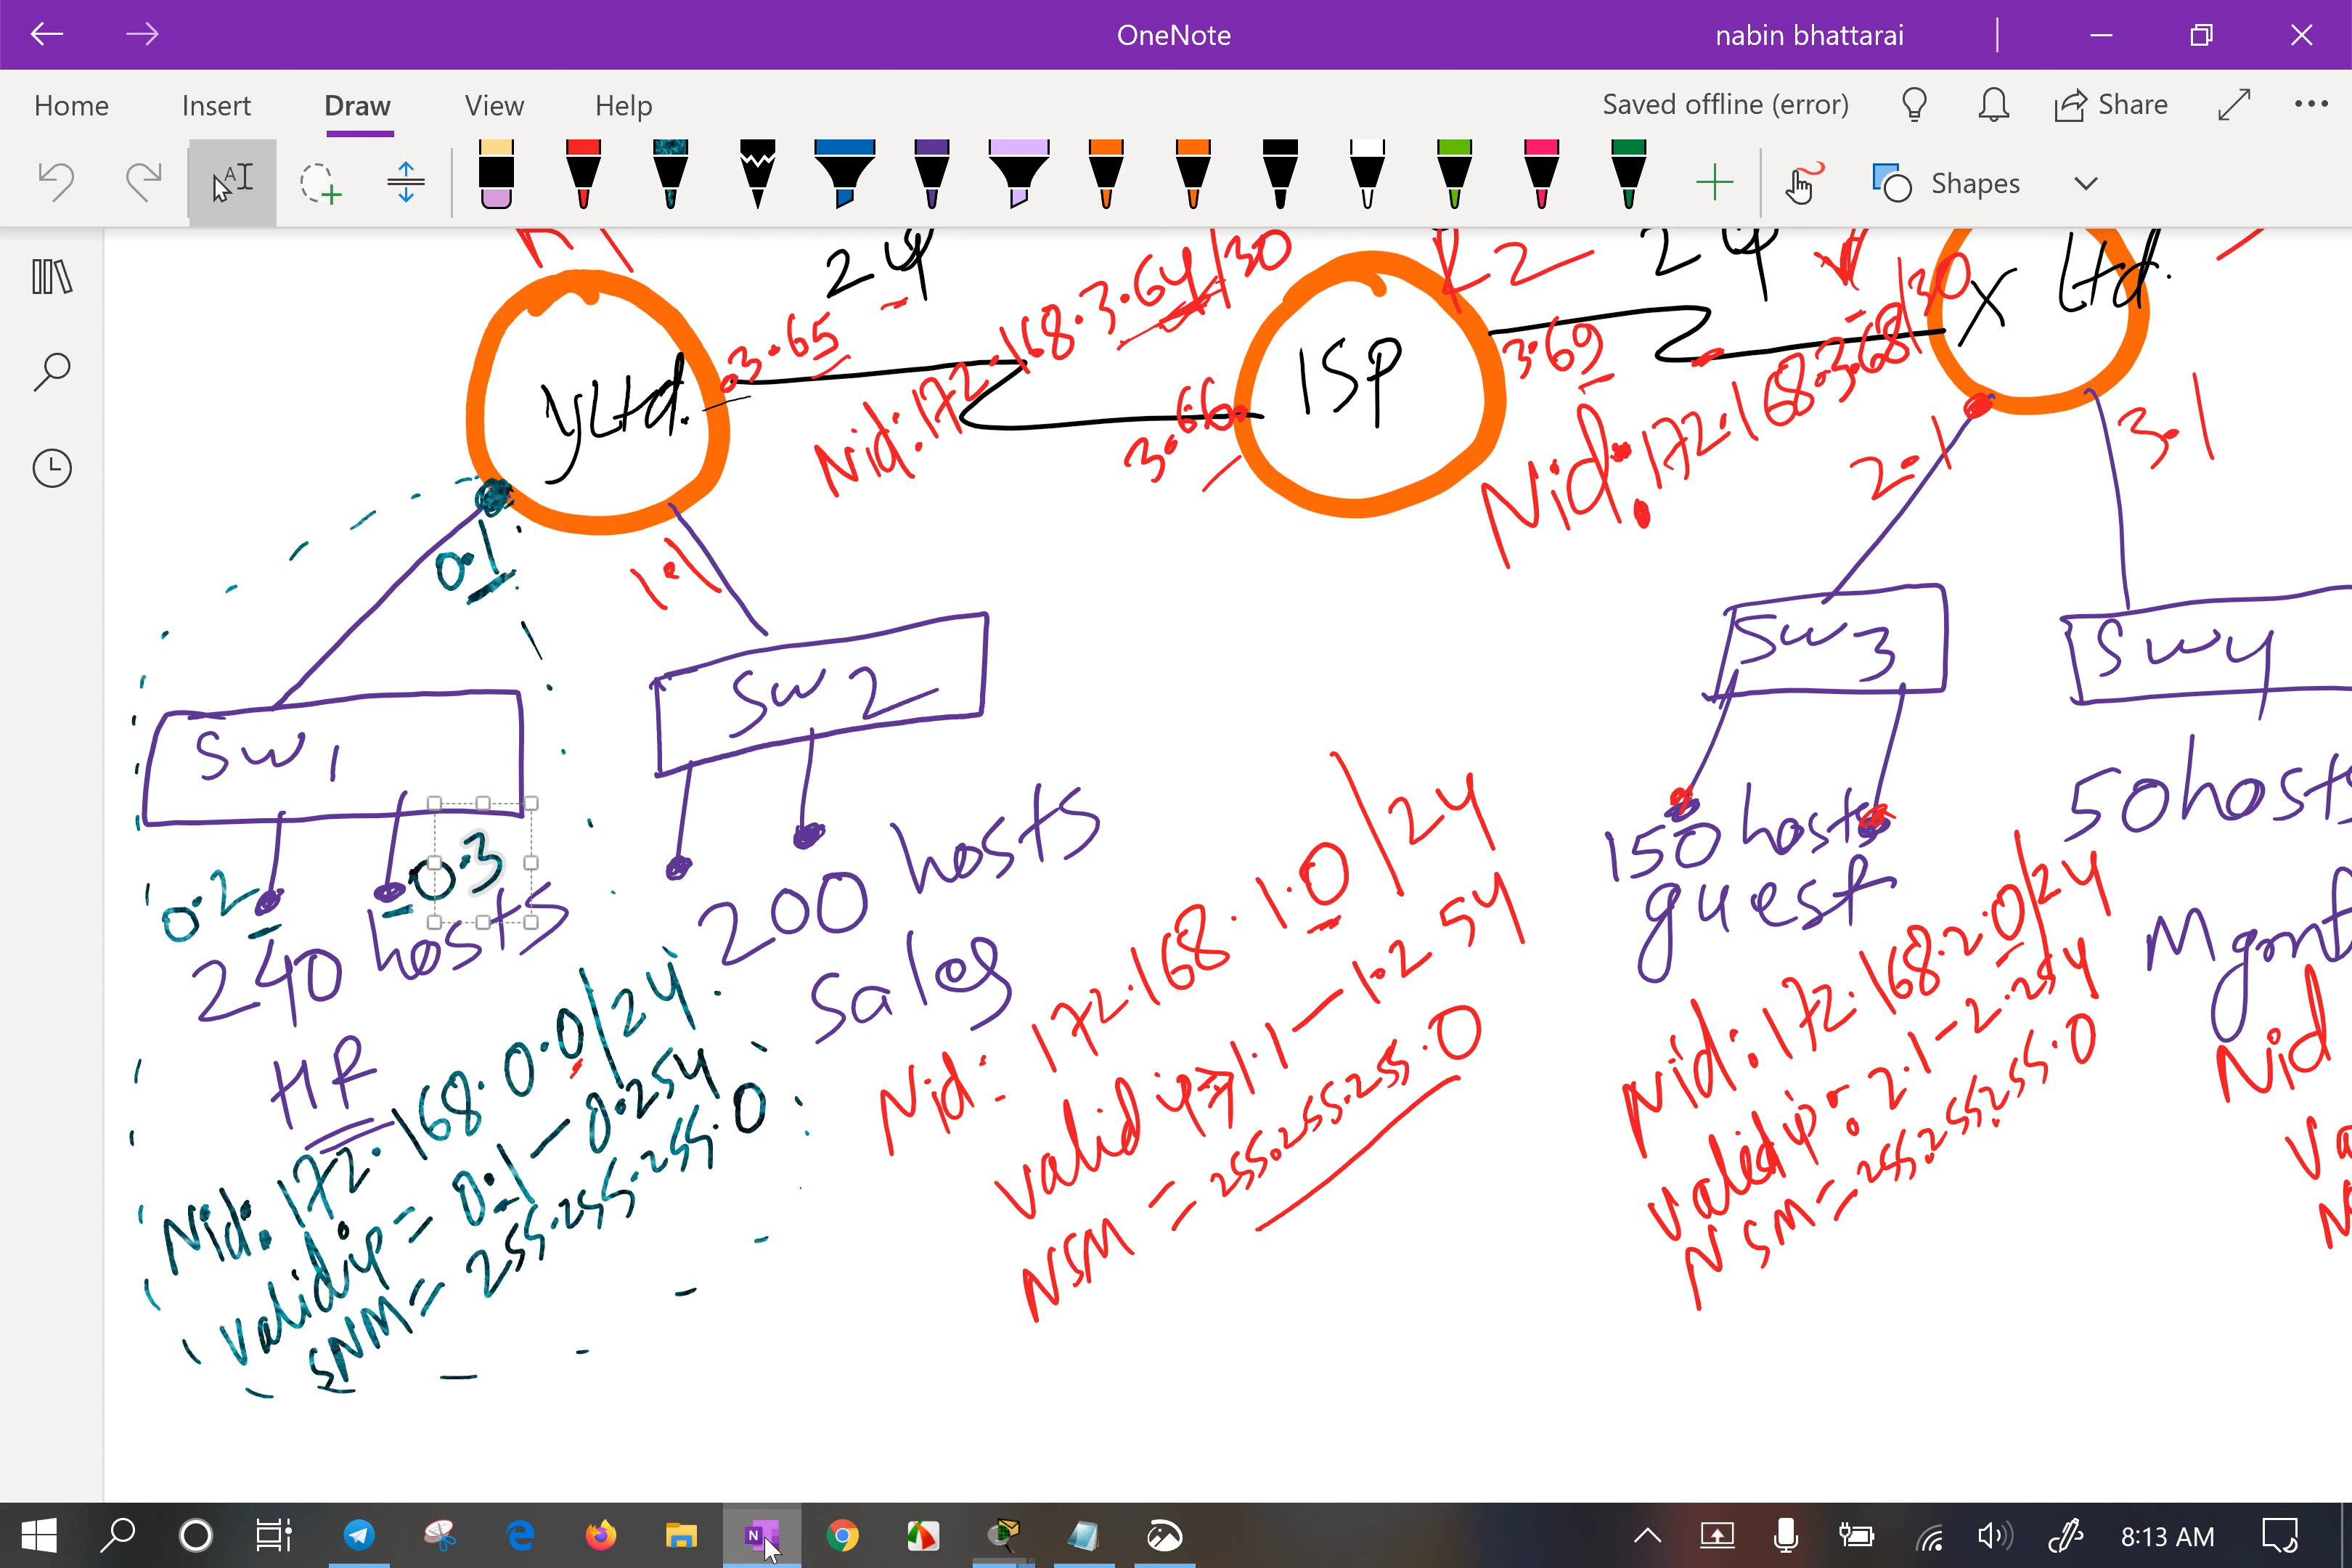 OneNote
nabin bhattarai
Home Insert Draw View Help
Saved offline (error)
Share
Shapes
24
R2
24
X Ltd.
Y Ltd.
.3.65
Nid:172.168.3.64/30
3.66
ISP
3.69
Nid:172.168.3.68/30
2.1
3.1
0.1
1.1
SW1
SW2
SW3
SW4
0.2
0.3
240 hosts
HR
Nid:172.168.0.0/24
Valid ip = 0.1 - 0.254
SNM = 255.255.255.0
200 hosts
Sales
Nid: 172.168.1.0/24
Valid ip => 1.1 - 1.254
NSM = 255.255.255.0
150 hosts
guest
Nid:172.168.2.0/24
Valid ip: 2.1-2.254
NSM = 255.255.255.0
50 hosts
Mgmt
Nid
Va
8:13 AM